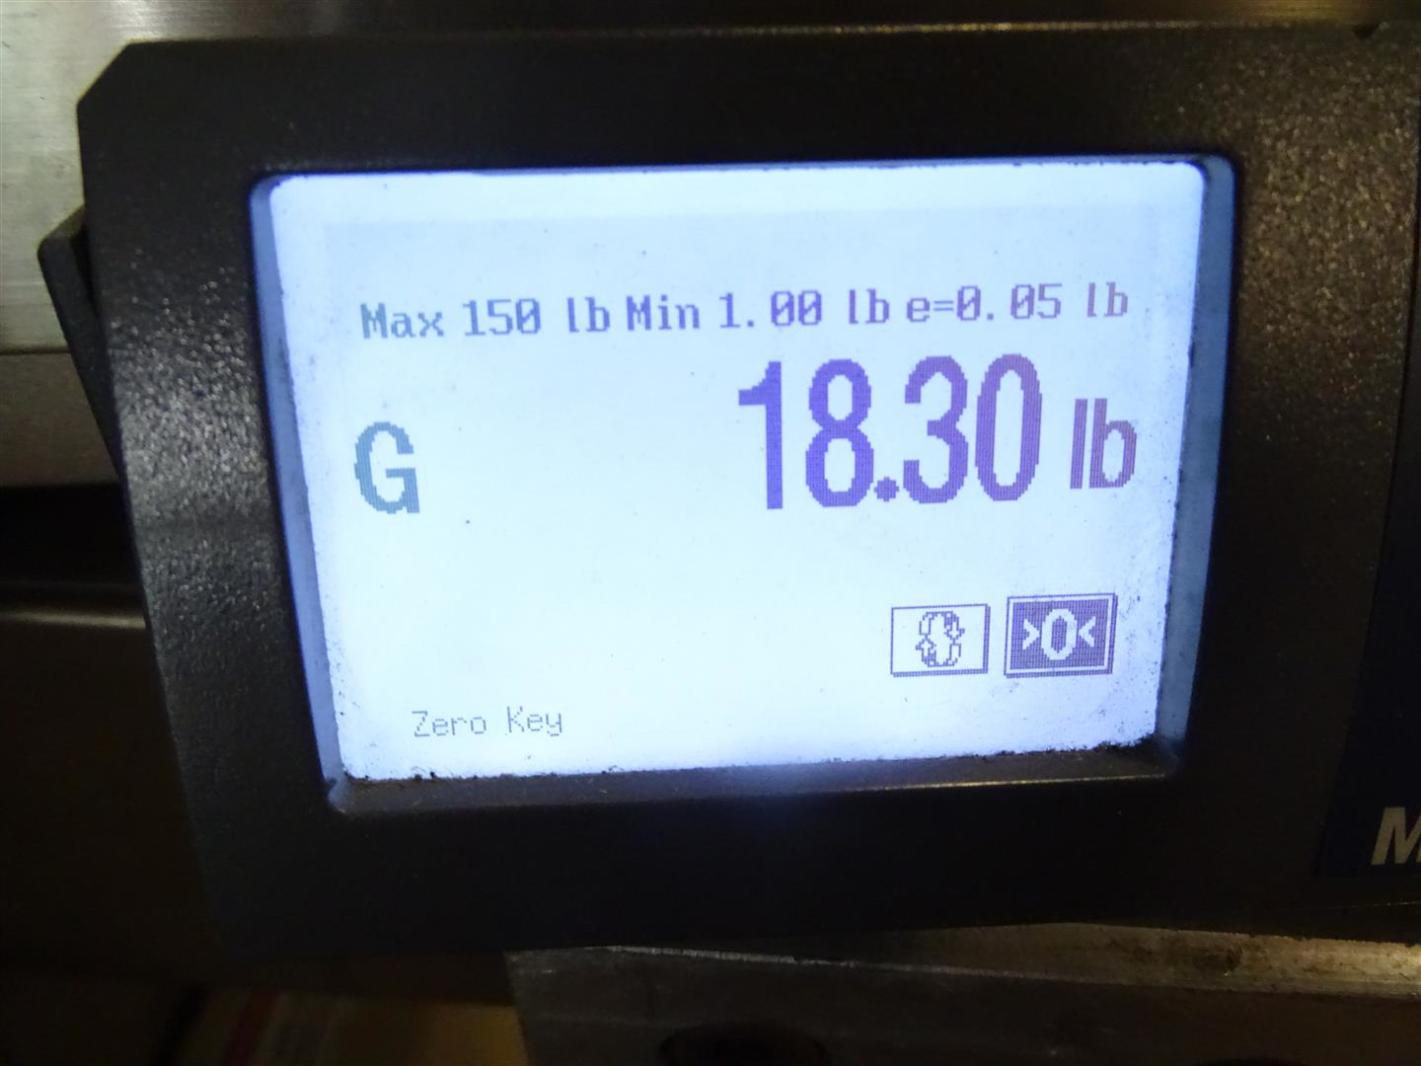 Max 150 lb Min 1.00 lb e=0.05 lb
G 18.30 lb
>0<
Zero Key
M